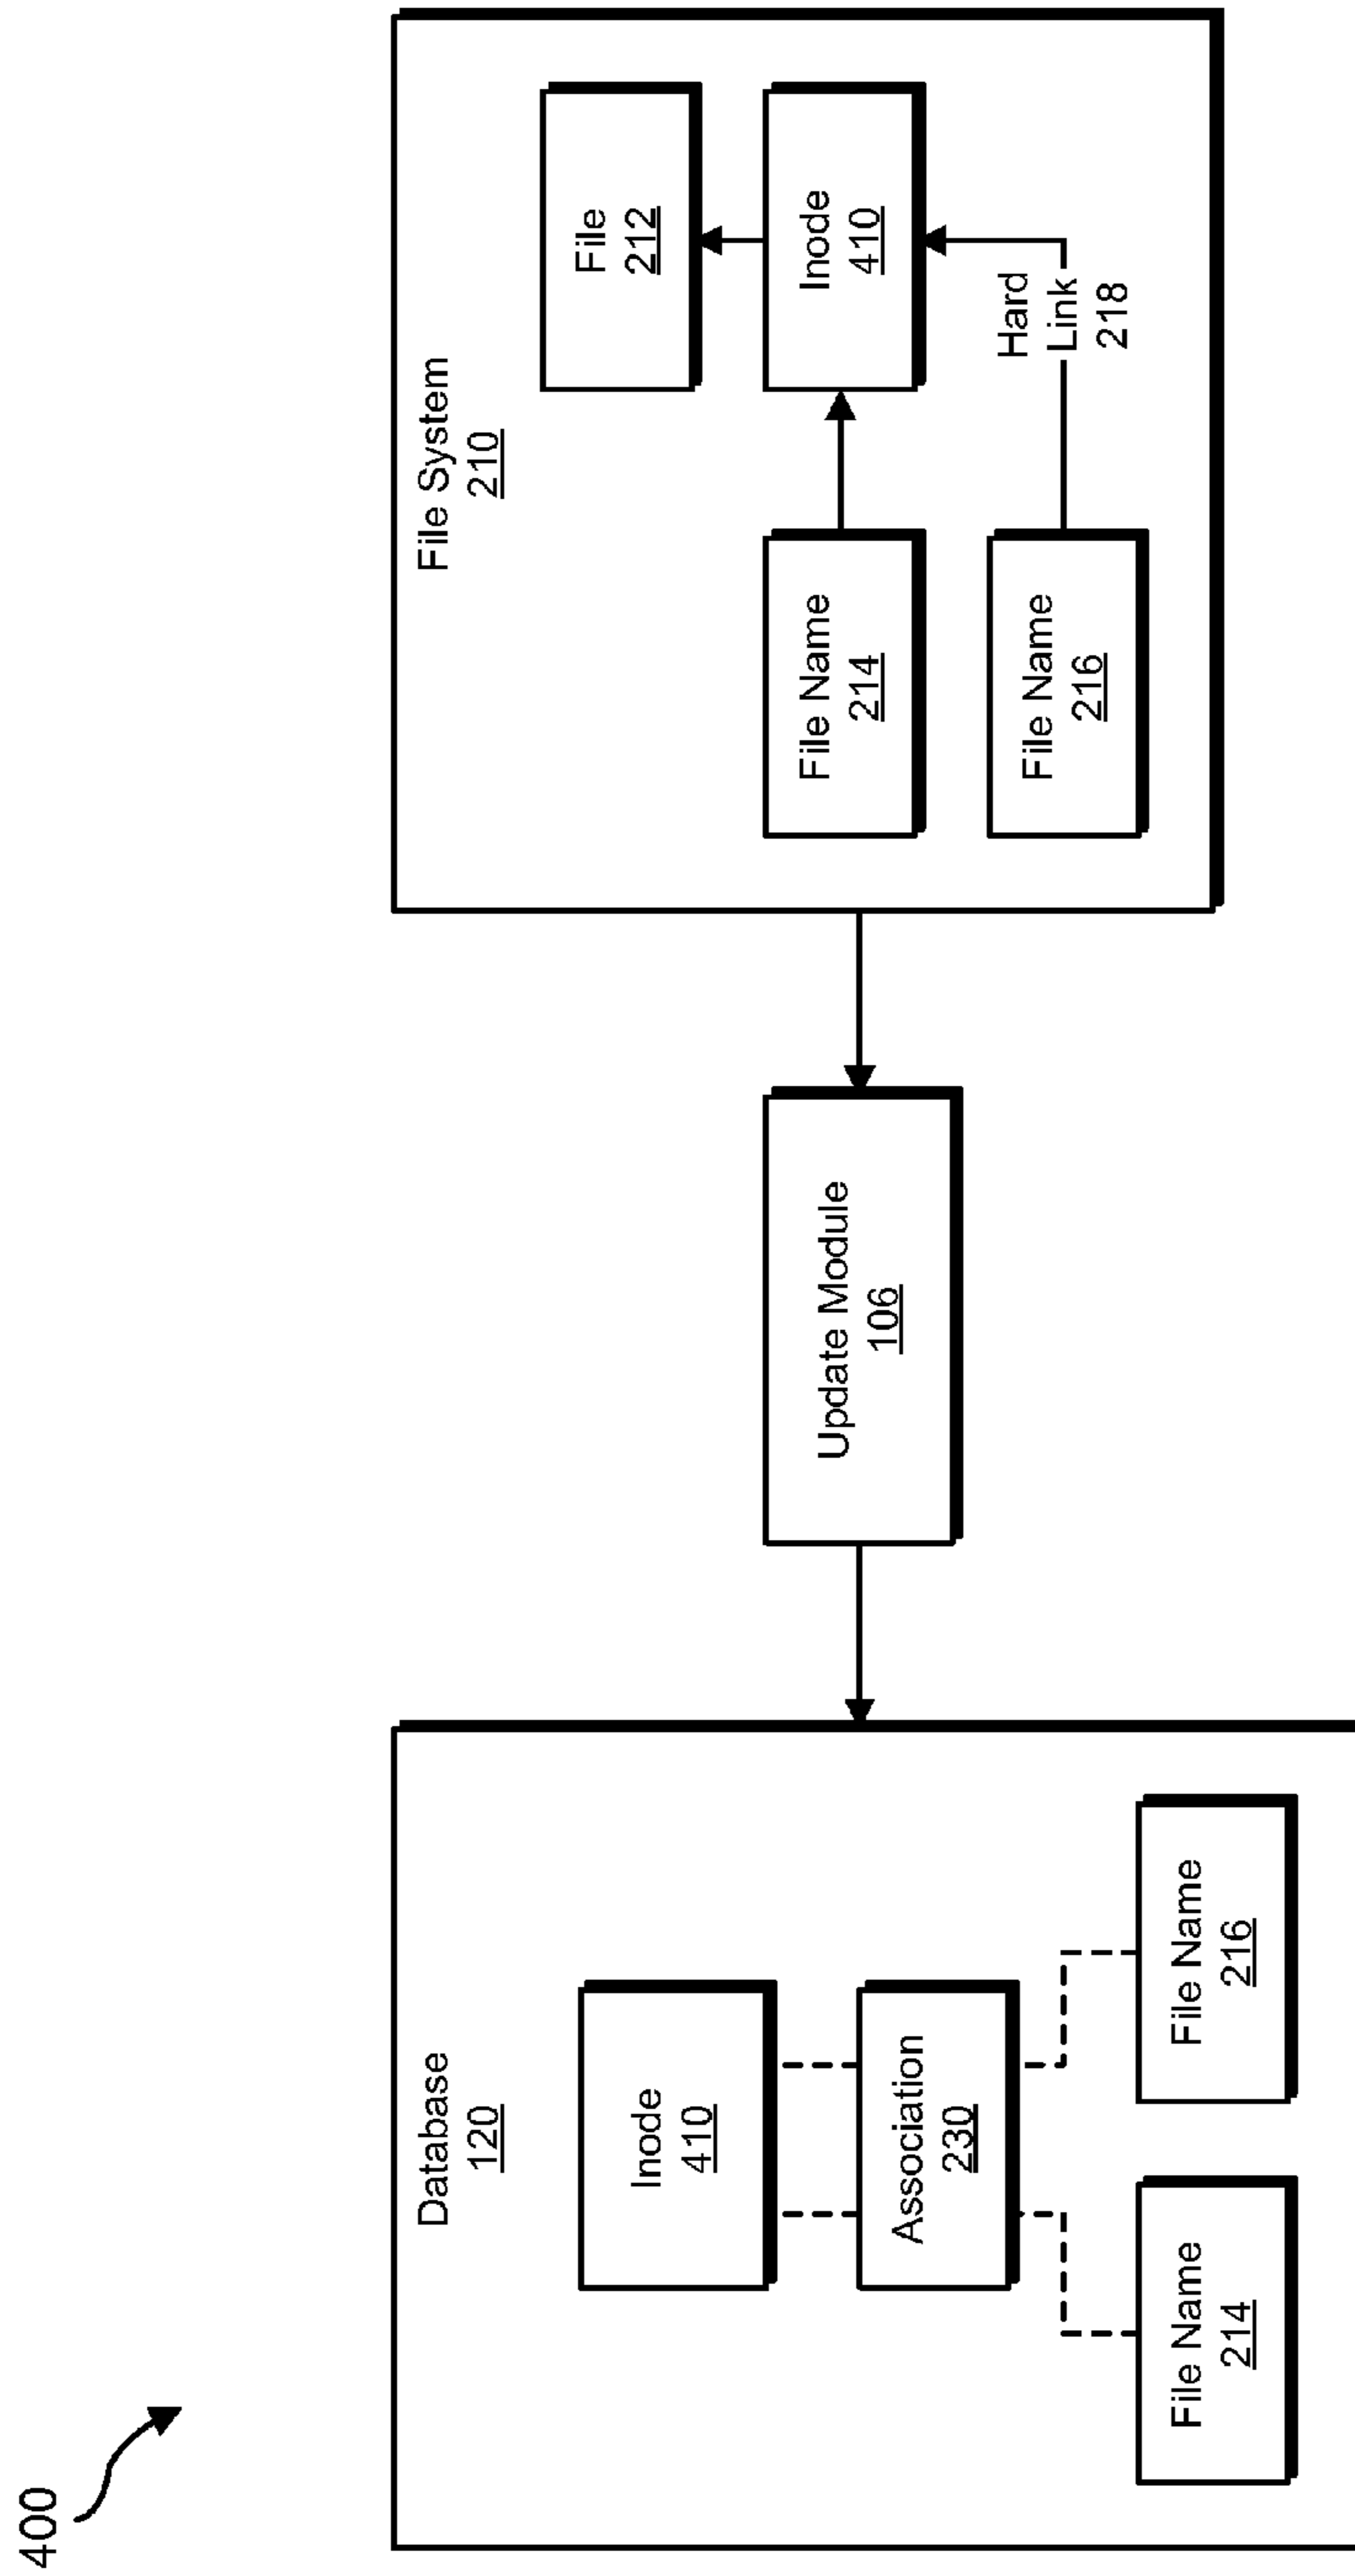 400
Database
120
Inode
410
Association
230
File Name
214
File Name
216
Update Module
106
File System
210
File
212
File Name
214
Inode
410
File Name
216
Hard
Link
218